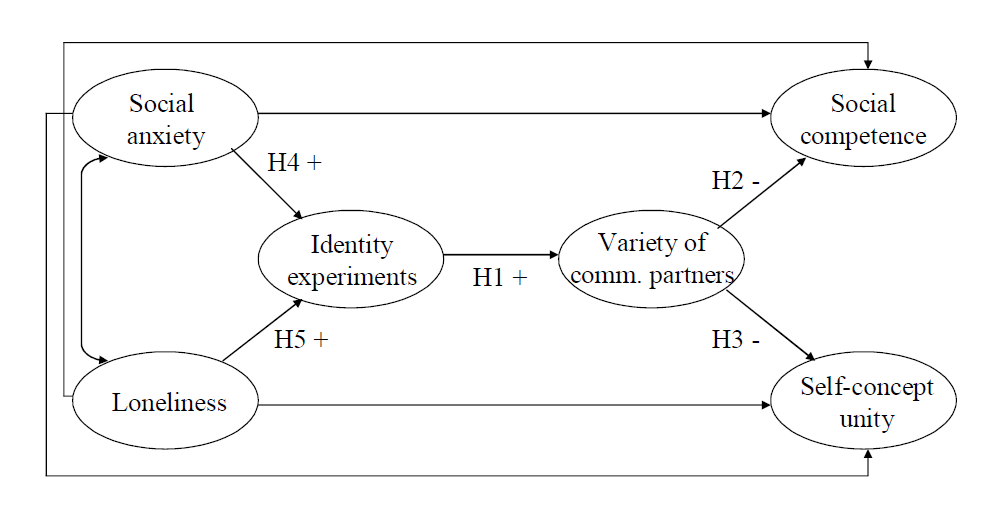 Social
anxiety
Social
competence
H4 +
H2 -
Identity
experiments
H1 +
Variety of
comm. partners
H5 +
H3 -
Loneliness
Self-concept
unity